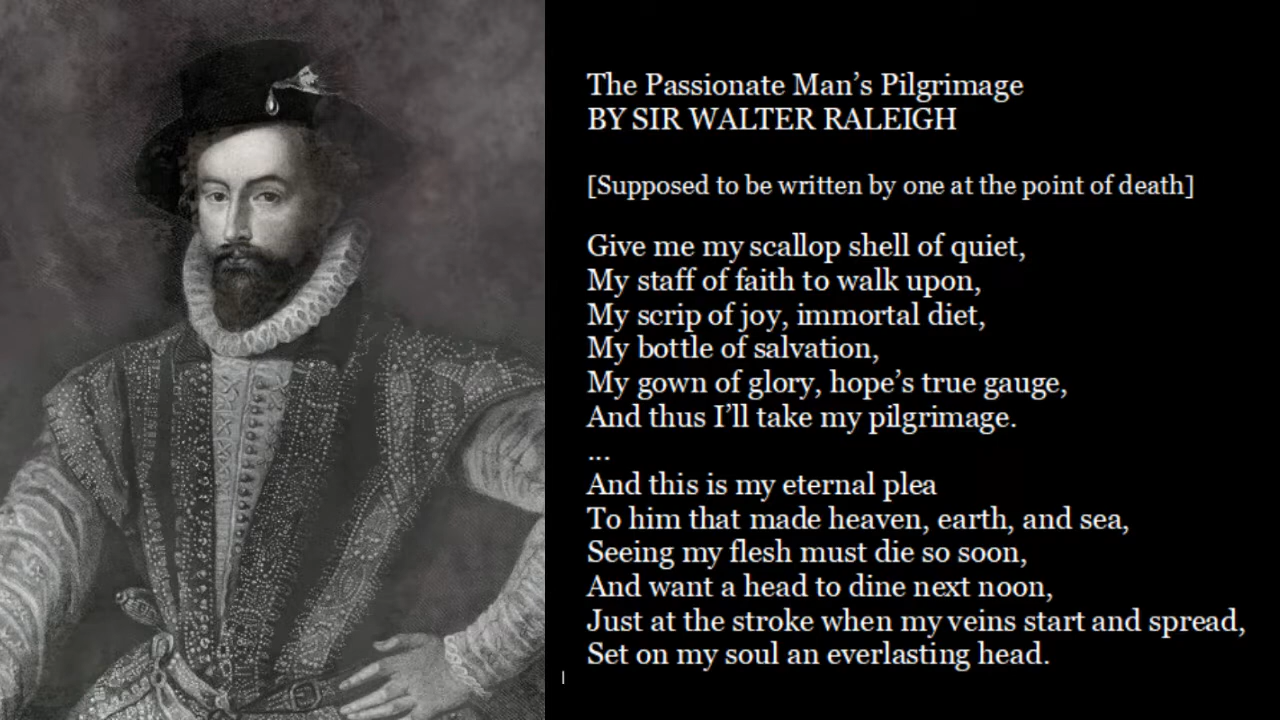 The Passionate Man’s Pilgrimage
BY SIR WALTER RALEIGH
[Supposed to be written by one at the point of death]
Give me my scallop shell of quiet,
My staff of faith to walk upon,
My scrip of joy, immortal diet,
My bottle of salvation,
My gown of glory, hope’s true gauge,
And thus I’ll take my pilgrimage.
...
And this is my eternal plea
To him that made heaven, earth, and sea,
Seeing my flesh must die so soon,
And want a head to dine next noon,
Just at the stroke when my veins start and spread,
Set on my soul an everlasting head.